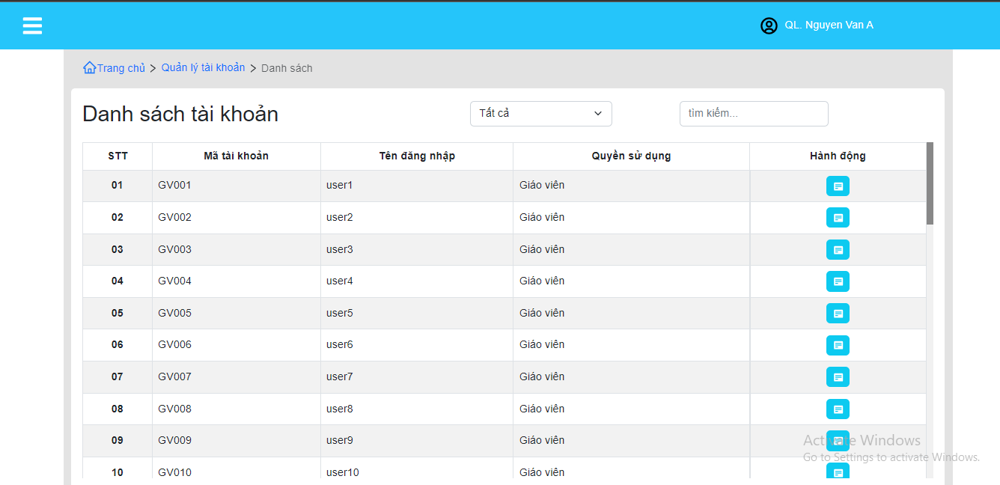 QL. Nguyen Van A
Trang chủ > Quản lý tài khoản > Danh sách
Danh sách tài khoản Tất cả tìm kiếm...
STT Mã tài khoản Tên đăng nhập Quyền sử dụng Hành động
01 GV001 user1 Giáo viên
02 GV002 user2 Giáo viên
03 GV003 user3 Giáo viên
04 GV004 user4 Giáo viên
05 GV005 user5 Giáo viên
06 GV006 user6 Giáo viên
07 GV007 user7 Giáo viên
08 GV008 user8 Giáo viên
09 GV009 user9 Giáo viên
Activate Windows
Go to Settings to activate Windows.
10 GV010 user10 Giáo viên